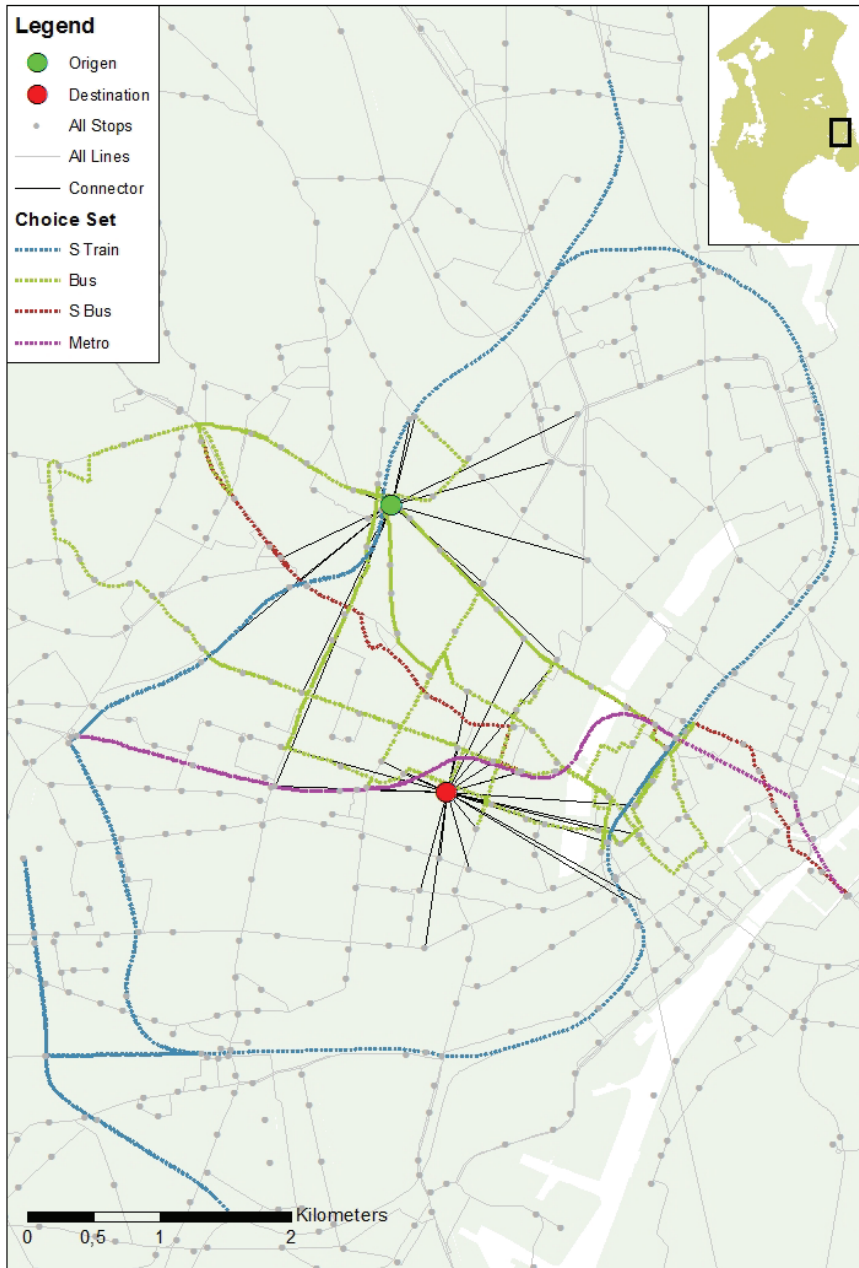 Legend
Origen
Destination
All Stops
All Lines
Connector
Choice Set
S Train
Bus
S Bus
Metro
Kilometers
0 0,5 1 2